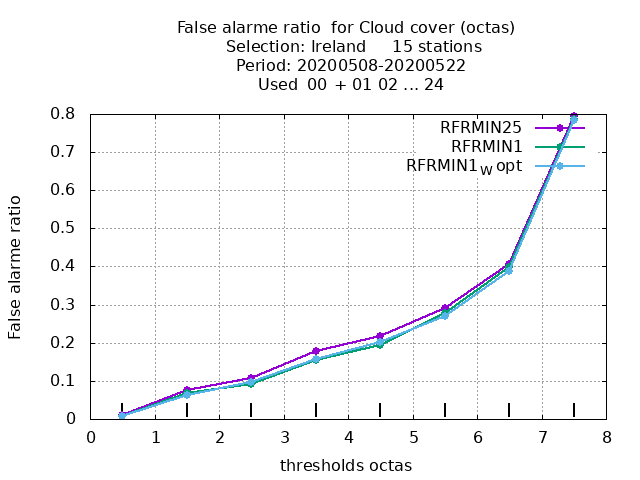 False alarme ratio  for Cloud cover (octas)
Selection: Ireland     15 stations
Period: 20200508-20200522
Used  00  + 01 02 ... 24
RFRMIN25
RFRMIN1
RFRMIN1w opt
False alarme ratio
0.8
0.7
0.6
0.5
0.4
0.3
0.2
0.1
0
0 1 2 3 4 5 6 7 8
thresholds octas